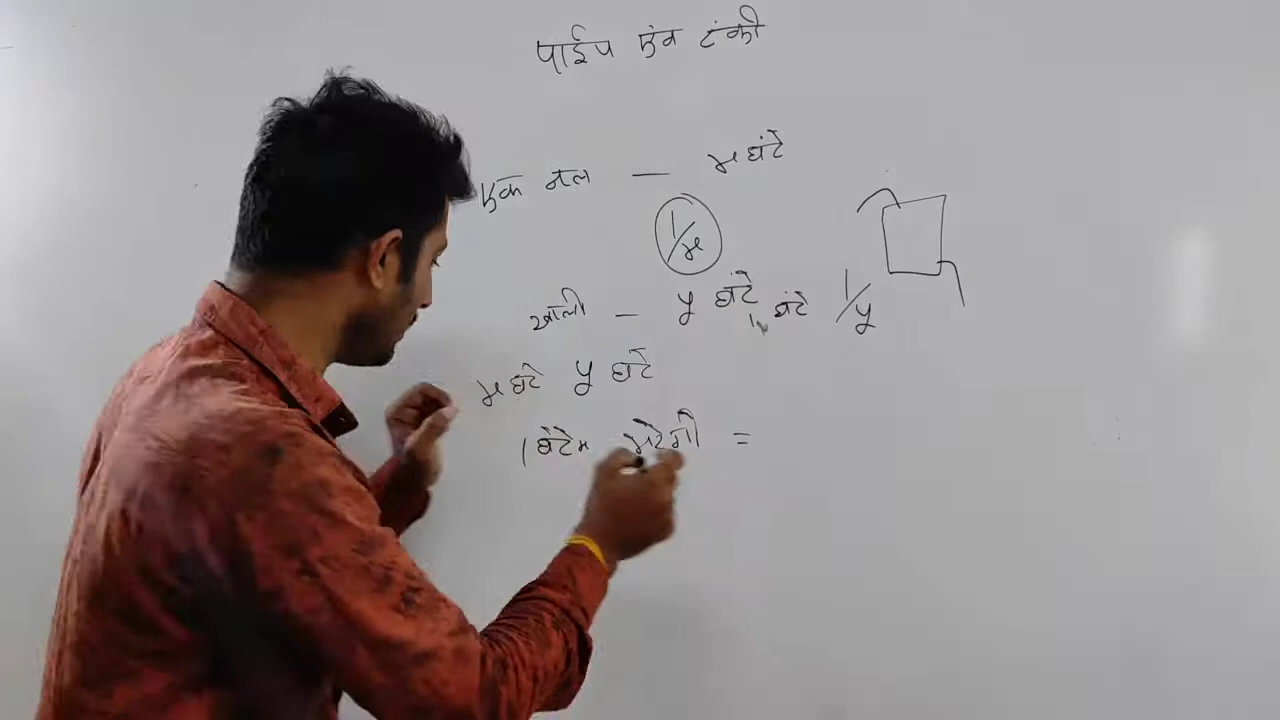 पाईप एंव टंकी
एक नल — म घंटे
1/म
खाली — पू घंटे 1 घंटे 1/पू
म घंटे पू घंटे
1 घंटेम भरेगी =